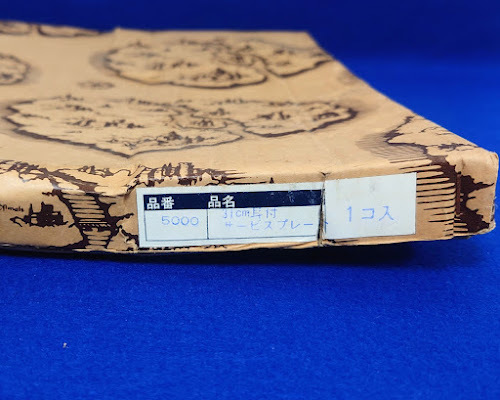 品番 品名
5000 31cm耳付
サービスプレー
1コ入